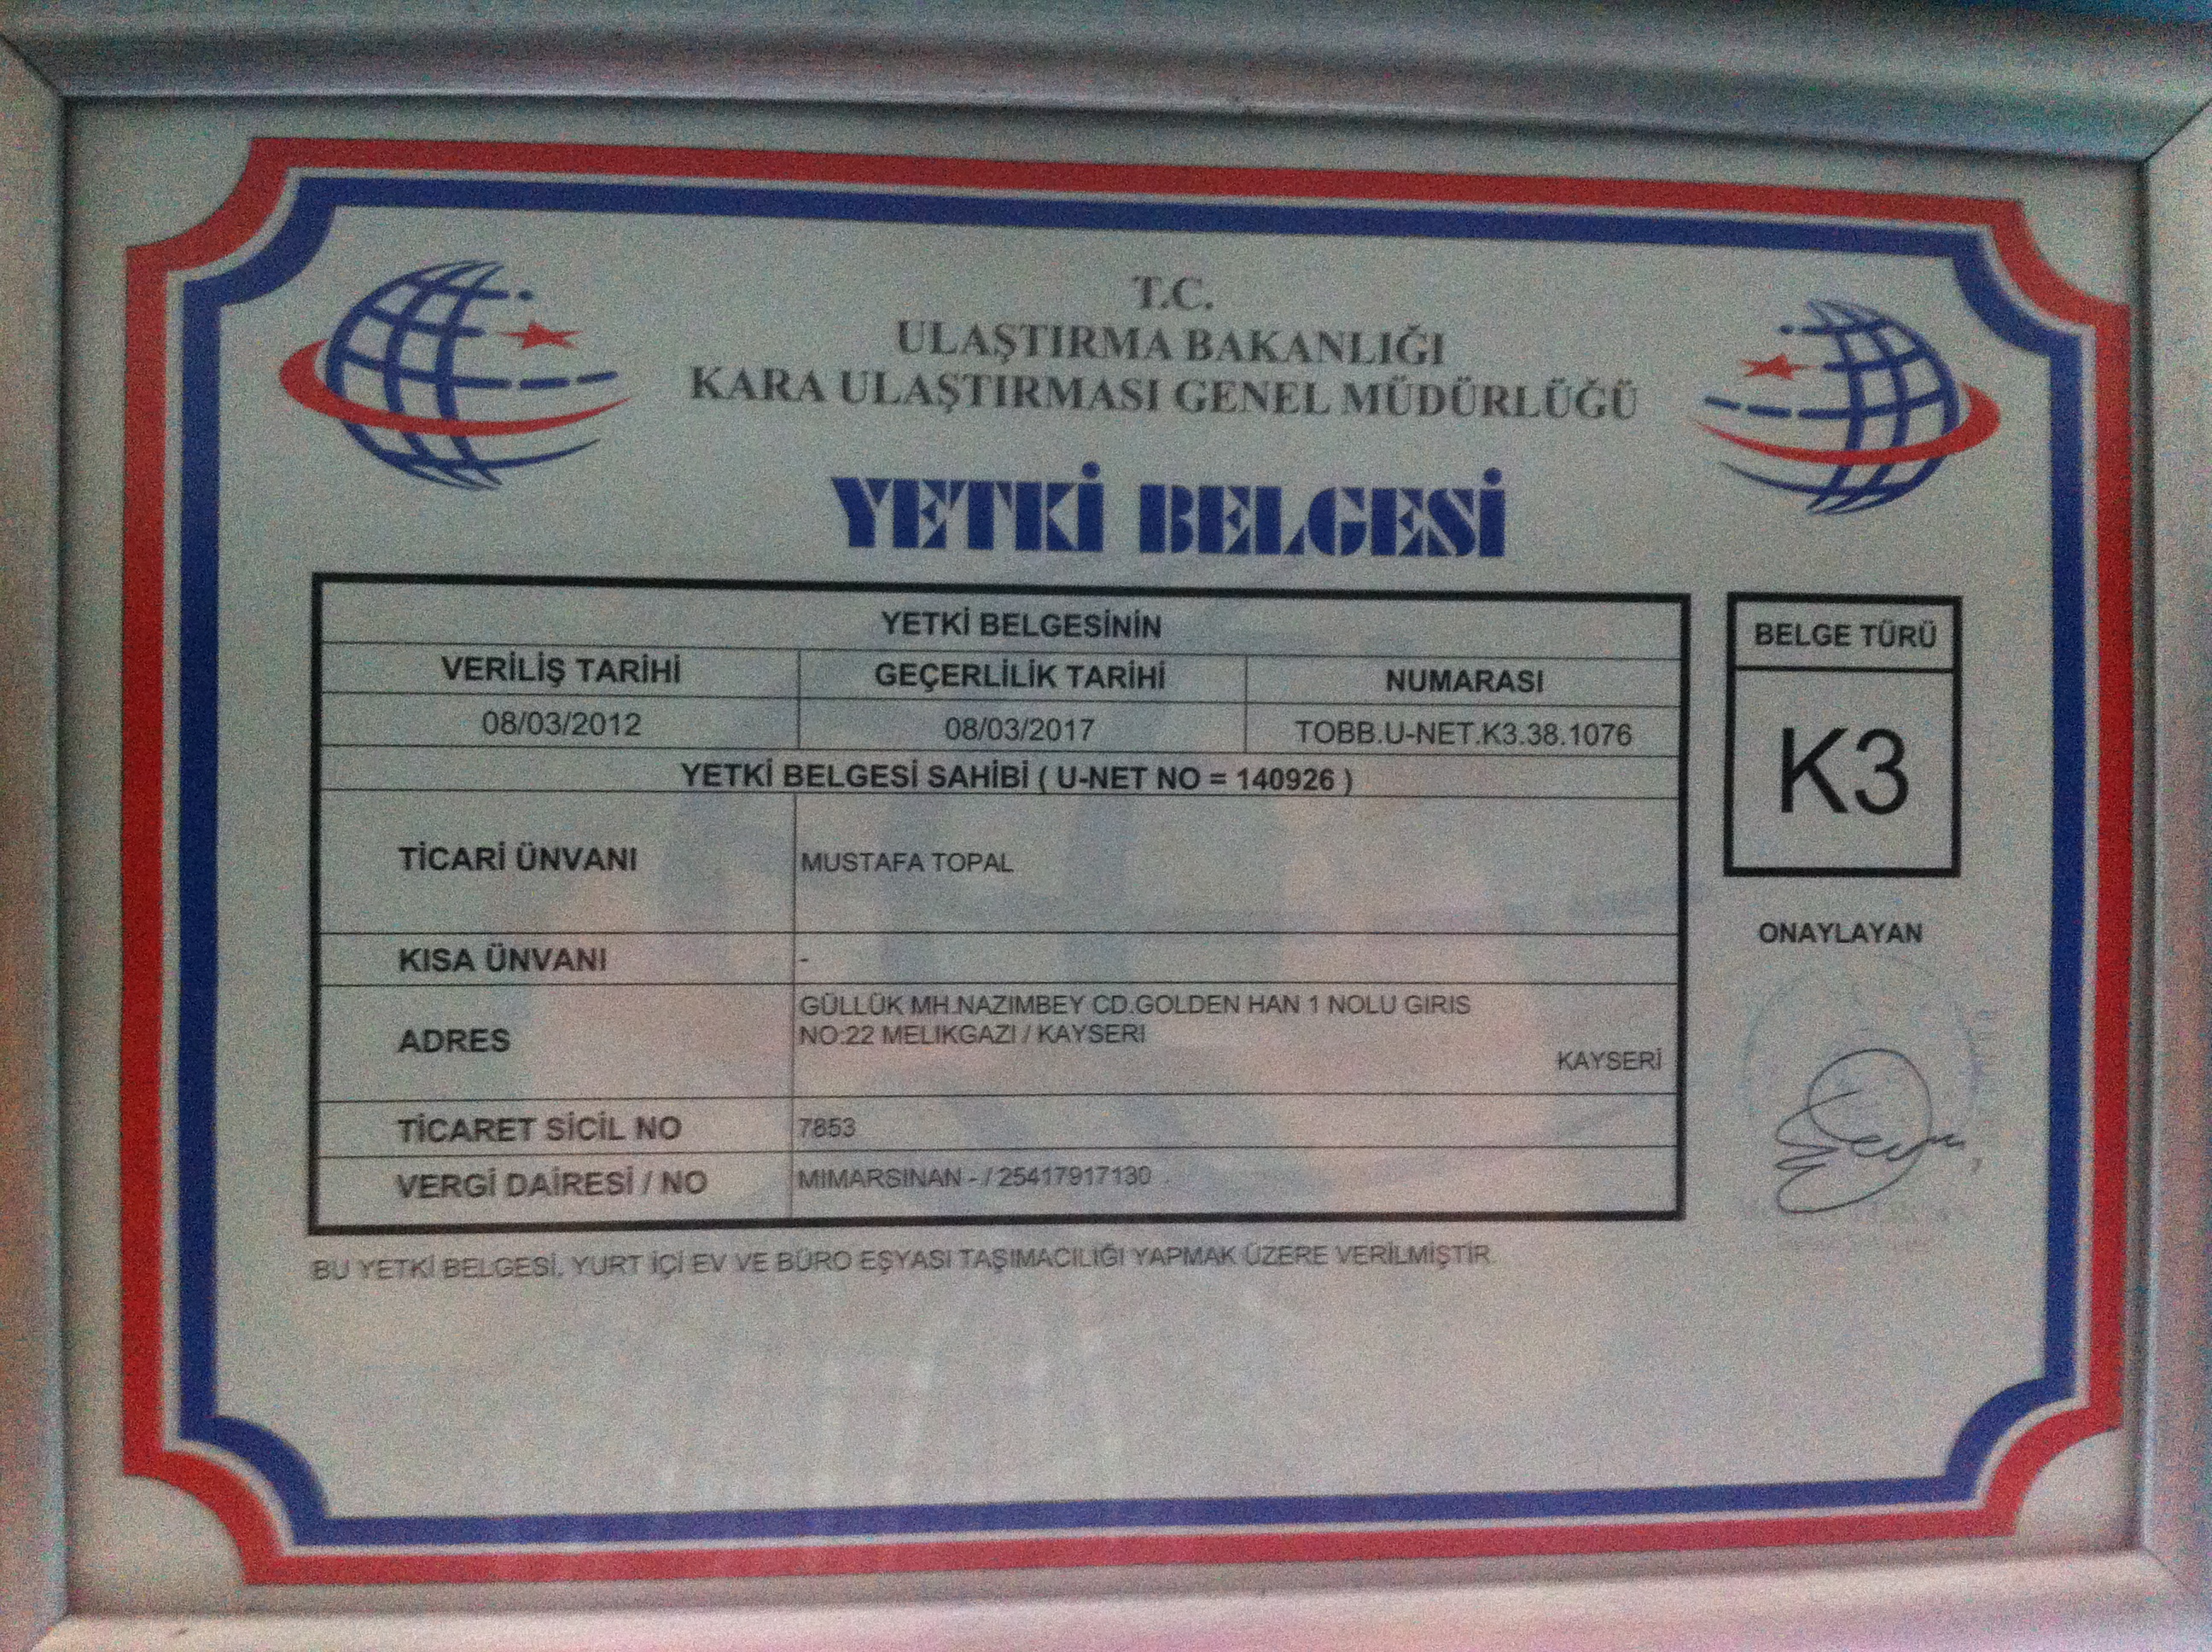 T.C.
ULAŞTIRMA BAKANLIĞI
KARA ULAŞTIRMASI GENEL MÜDÜRLÜĞÜ
YETKİ BELGESİ
YETKİ BELGESİNİN
VERİLİŞ TARİHİ GEÇERLİLİK TARİHİ NUMARASI
08/03/2012 08/03/2017 TOBB.U-NET.K3.38.1076
YETKİ BELGESİ SAHİBİ ( U-NET NO = 140926 )
TİCARİ ÜNVANI MUSTAFA TOPAL
KISA ÜNVANI -
ADRES GÜLLÜK MH.NAZIMBEY CD.GOLDEN HAN 1 NOLU GIRIS
NO:22 MELIKGAZI / KAYSERI
KAYSERİ
TİCARET SİCİL NO 7853
VERGİ DAİRESİ / NO MIMARSINAN - / 25417917130
BU YETKİ BELGESİ, YURT İÇİ EV VE BÜRO EŞYASI TAŞIMACILIĞI YAPMAK ÜZERE VERİLMİŞTİR.
BELGE TÜRÜ
K3
ONAYLAYAN